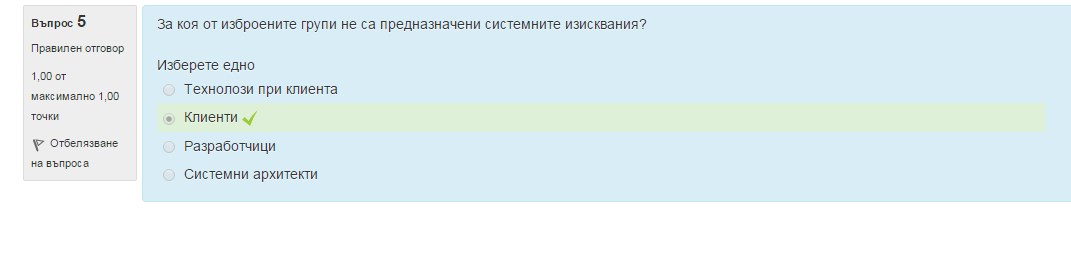 Въпрос 5
Правилен отговор
1,00 от
максимално 1,00
точки
Отбелязване
на въпроса
За коя от изброените групи не са предназначени системните изисквания?
Изберете едно
Технолози при клиента
Клиенти
Разработчици
Системни архитекти